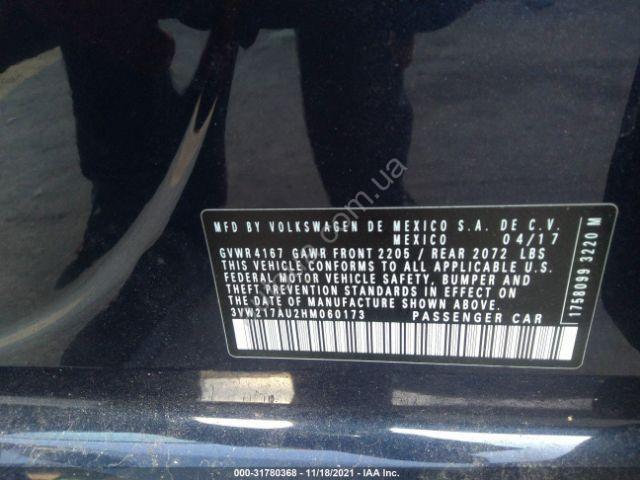 MFD BY VOLKSWAGEN DE MEXICO S.A. DE C.V.
MEXICO 04/17
GVWR 4167 GAWR FRONT 2205 / REAR 2072 LBS
THIS VEHICLE CONFORMS TO ALL APPLICABLE U.S.
FEDERAL MOTOR VEHICLE SAFETY, BUMPER AND
THEFT PREVENTION STANDARDS IN EFFECT ON THE
DATE OF MANUFACTURE SHOWN ABOVE.
3VW217AU2HM060173 PASSENGER CAR
1758099 3220 M
000-31780368 - 11/18/2021 - IAA Inc.